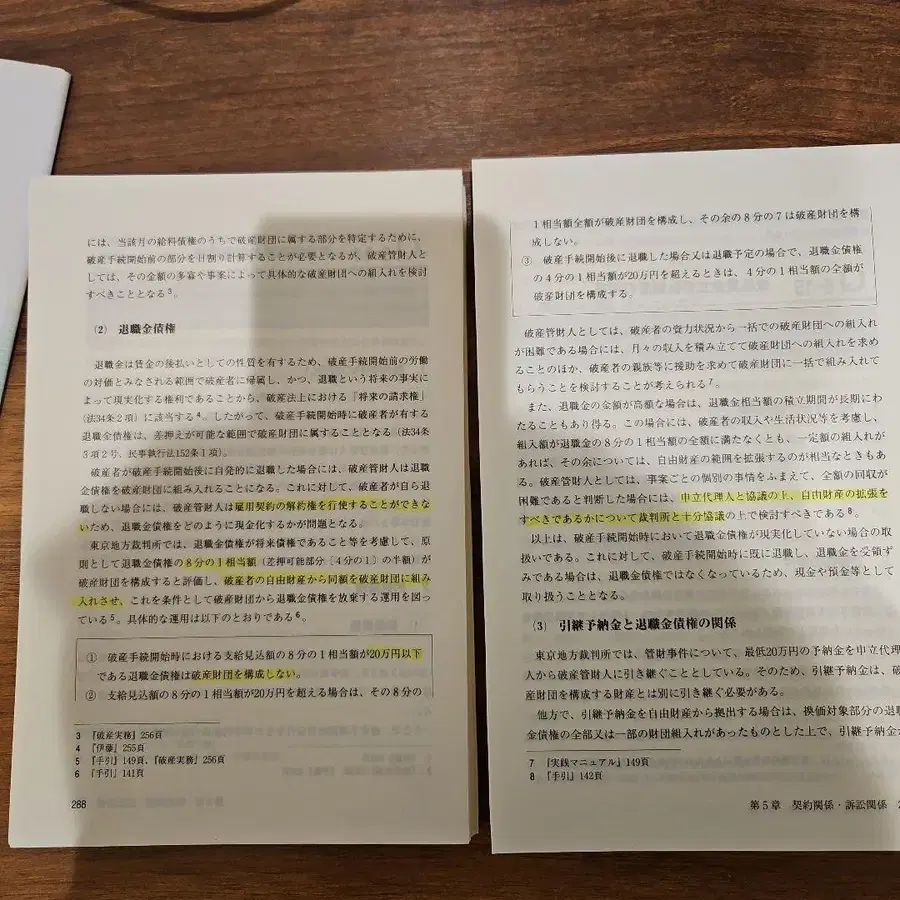 には、当該月の給料債権のうちで破産財団に属する部分を特定するために、
破産手続開始前の部分を日割り計算することが必要となるが、破産管財人と
しては、その金額の多寡や事案によって具体的な破産財団への組入れを検討
すべきこととなる3。
(2) 退職金債権
退職金は賃金の後払いとしての性質を有するため、破産手続開始前の労働
の対価とみなされる範囲で破産者に帰属し、かつ、退職という将来の事実に
よって現実化する権利であることから、破産法上における「将来の請求権」
(法34条2項)に該当する4。したがって、破産手続開始時に破産者が有する
退職金債権は、差押えが可能な範囲で破産財団に属することとなる(法34条
3項2号、民事執行法152条1項)。
破産者が破産手続開始後に自発的に退職した場合には、破産管財人は退職
金債権を破産財団に組み入れることになる。これに対して、破産者が自ら退
職しない場合には、破産管財人は雇用契約の解約権を行使することができな
いため、退職金債権をどのように現金化するかが問題となる。
東京地方裁判所では、退職金債権が将来債権であること等を考慮して、原
則として退職金債権の8分の1相当額(差押可能部分〔4分の1〕の半額)が
破産財団を構成すると評価し、破産者の自由財産から同額を破産財団に組み
入れさせ、これを条件として破産財団から退職金債権を放棄する運用を図っ
ている5。具体的な運用は以下のとおりである6。
① 破産手続開始時における支給見込額の8分の1相当額が20万円以下
である退職金債権は破産財団を構成しない。
② 支給見込額の8分の1相当額が20万円を超える場合は、その8分の
3 『破産実務』256頁
4 『伊藤』255頁
5 『手引』149頁、『破産実務』256頁
6 『手引』141頁
288
1相当額全額が破産財団を構成し、その余の8分の7は破産財団を構
成しない。
③ 破産手続開始後に退職した場合又は退職予定の場合で、退職金債権
の4分の1相当額が20万円を超えるときは、4分の1相当額の全額が
破産財団を構成する。
破産管財人としては、破産者の資力状況から一括での破産財団への組入れ
が困難である場合には、月々の収入を積み立てて破産財団への組入れを求め
ることのほか、破産者の親族等に援助を求めて破産財団に一括で組み入れて
もらうことを検討することが考えられる7。
また、退職金の金額が高額な場合は、退職金相当額の積立期間が長期にわ
たることもあり得る。この場合には、破産者の収入や生活状況等を考慮し、
組入額が退職金の8分の1相当額の全額に満たなくとも、一定額の組入れが
あれば、その余については、自由財産の範囲を拡張するのが相当なときもあ
る。破産管財人としては、事案ごとの個別の事情をふまえて、全額の回収が
困難であると判断した場合には、申立代理人と協議の上、自由財産の拡張を
すべきであるかについて裁判所と十分協議の上で検討すべきである8。
以上は、破産手続開始時において退職金債権が現実化していない場合の取
扱いである。これに対して、破産手続開始時に既に退職し、退職金を受領ず
みである場合は、退職金債権ではなくなっているため、現金や預金等として
取り扱うこととなる。
(3) 引継予納金と退職金債権の関係
東京地方裁判所では、管財事件について、最低20万円の予納金を申立代理
人から破産管財人に引き継ぐこととしている。そのため、引継予納金は、破
産財団を構成する財産とは別に引き継ぐ必要がある。
他方で、引継予納金を自由財産から拠出する場合は、換価対象部分の退職
金債権の全部又は一部の財団組入れがあったものとした上で、引継予納金
7 『実践マニュアル』149頁
8 『手引』142頁
第5章 契約関係・訴訟関係